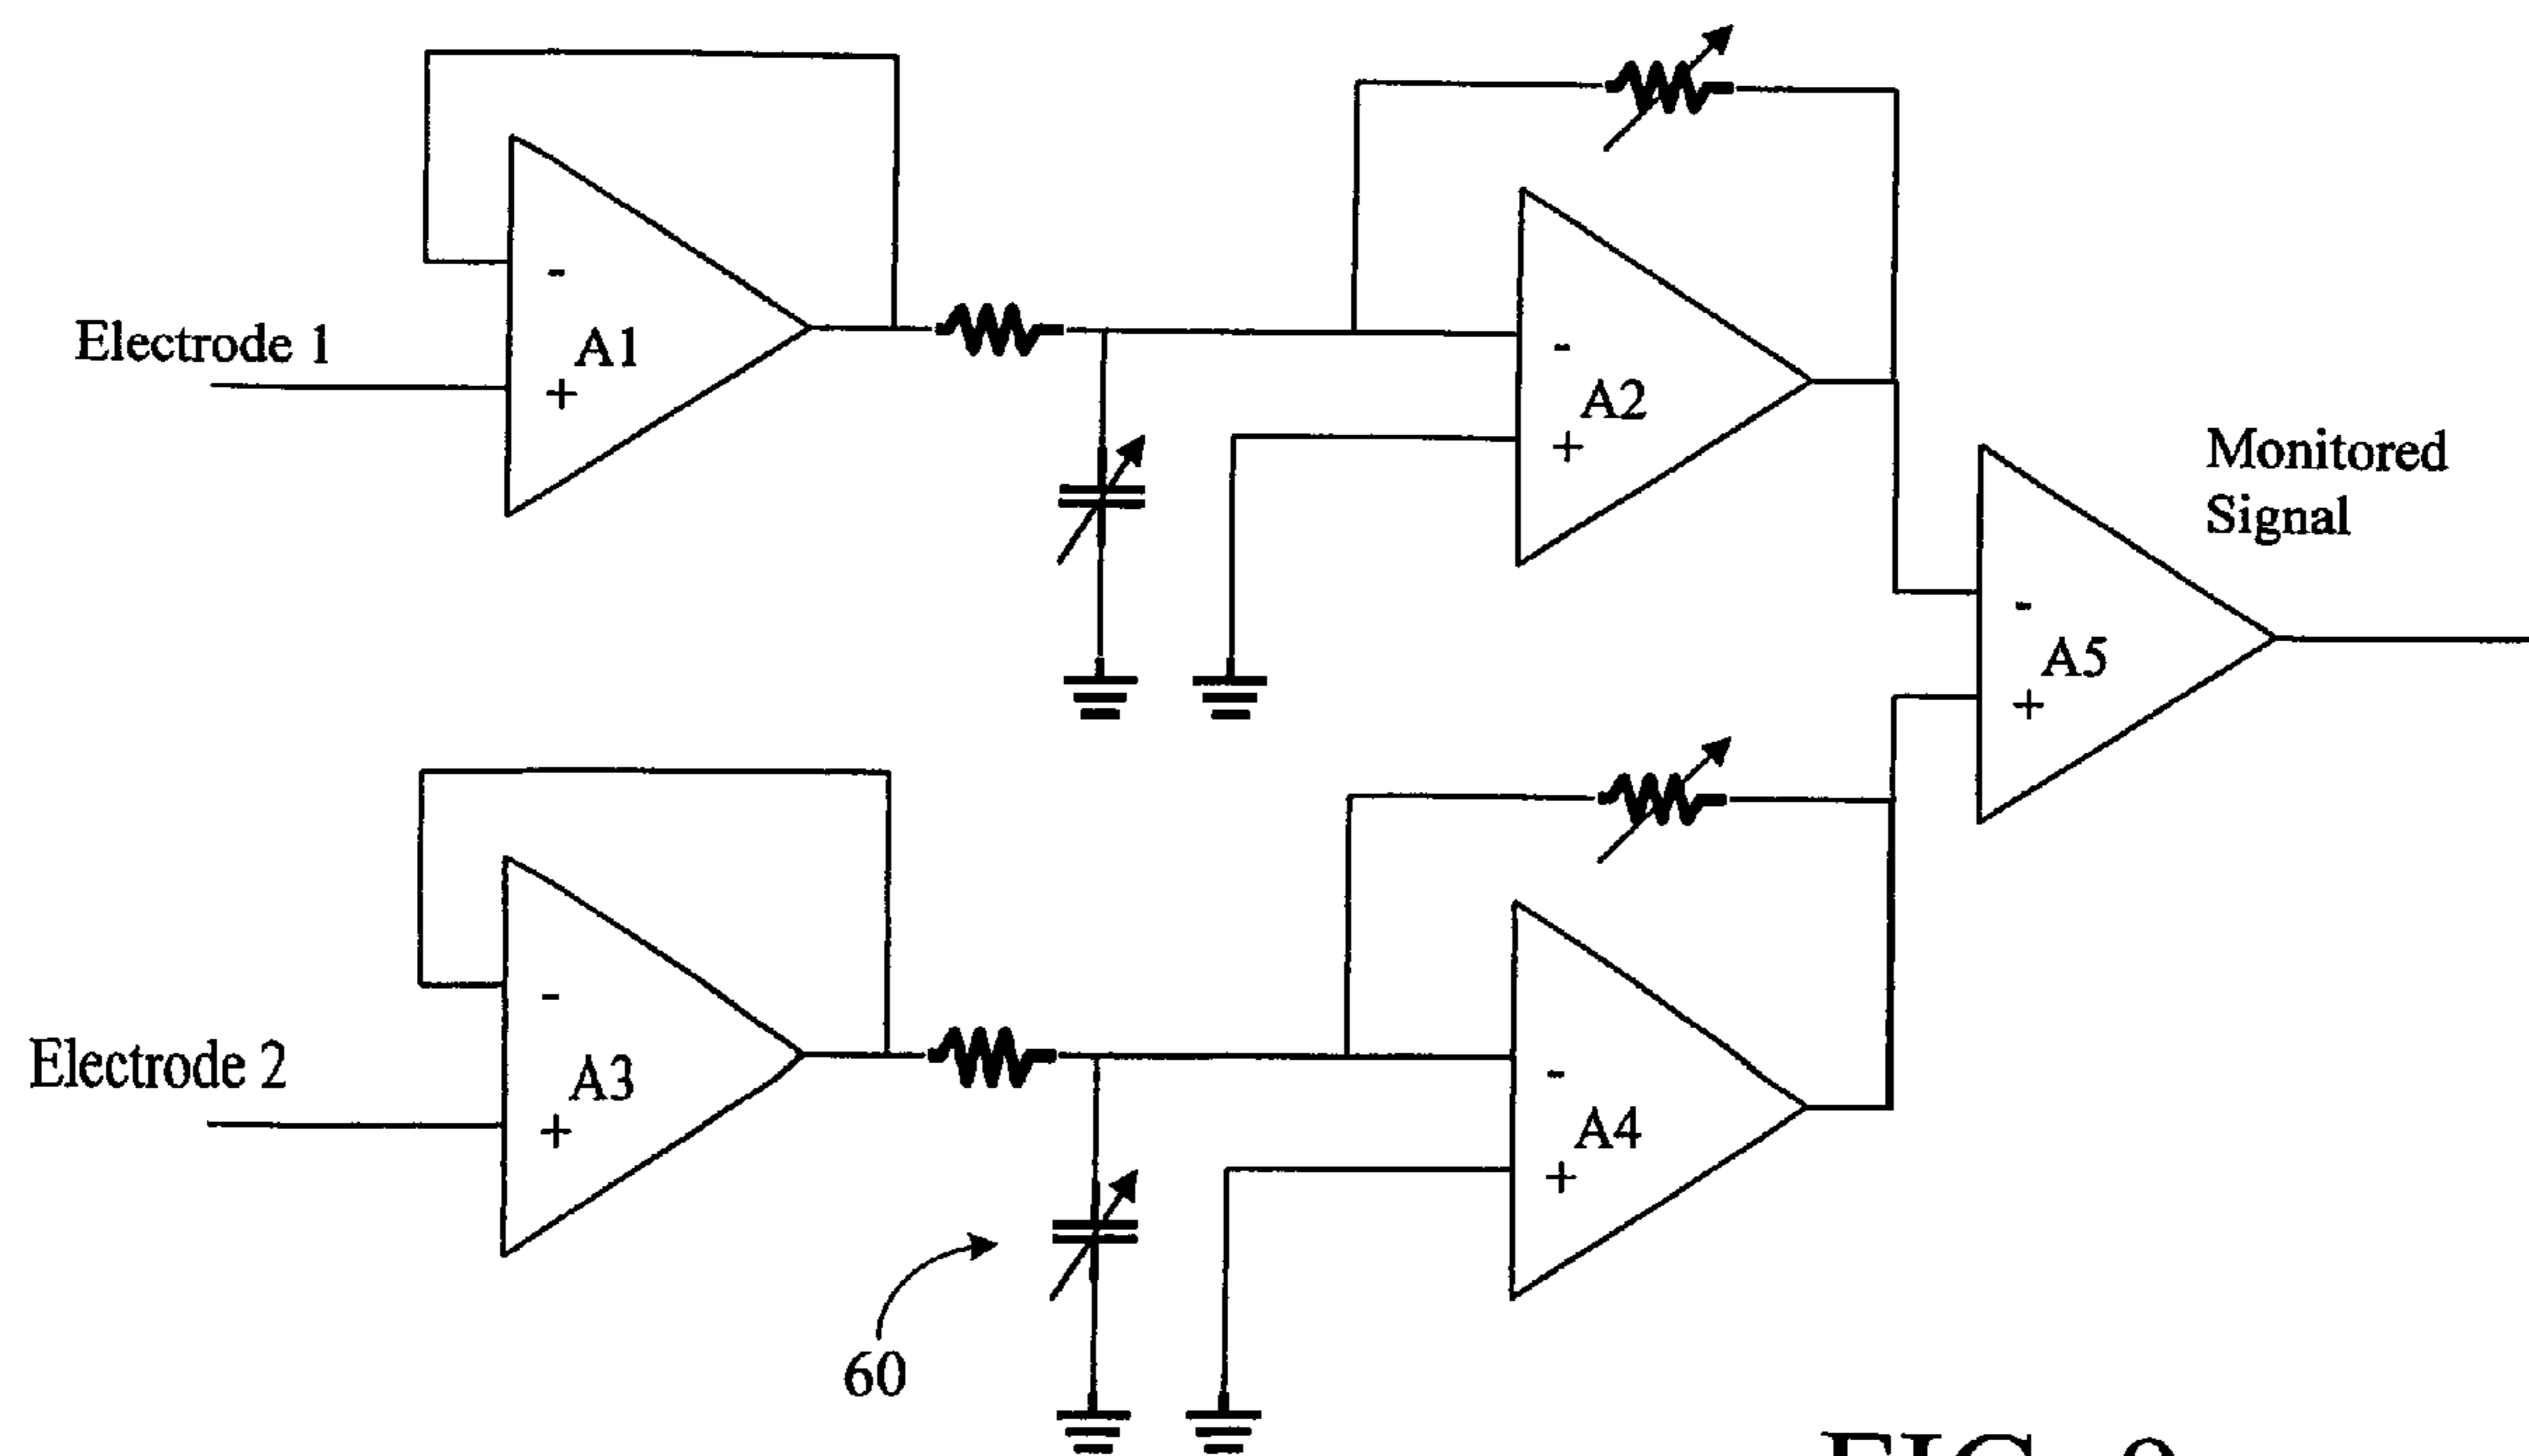 Electrode 1
-
+
A1
-
+
A2
Monitored
Signal
-
+
A5
Electrode 2
-
+
A3
-
+
A4
60